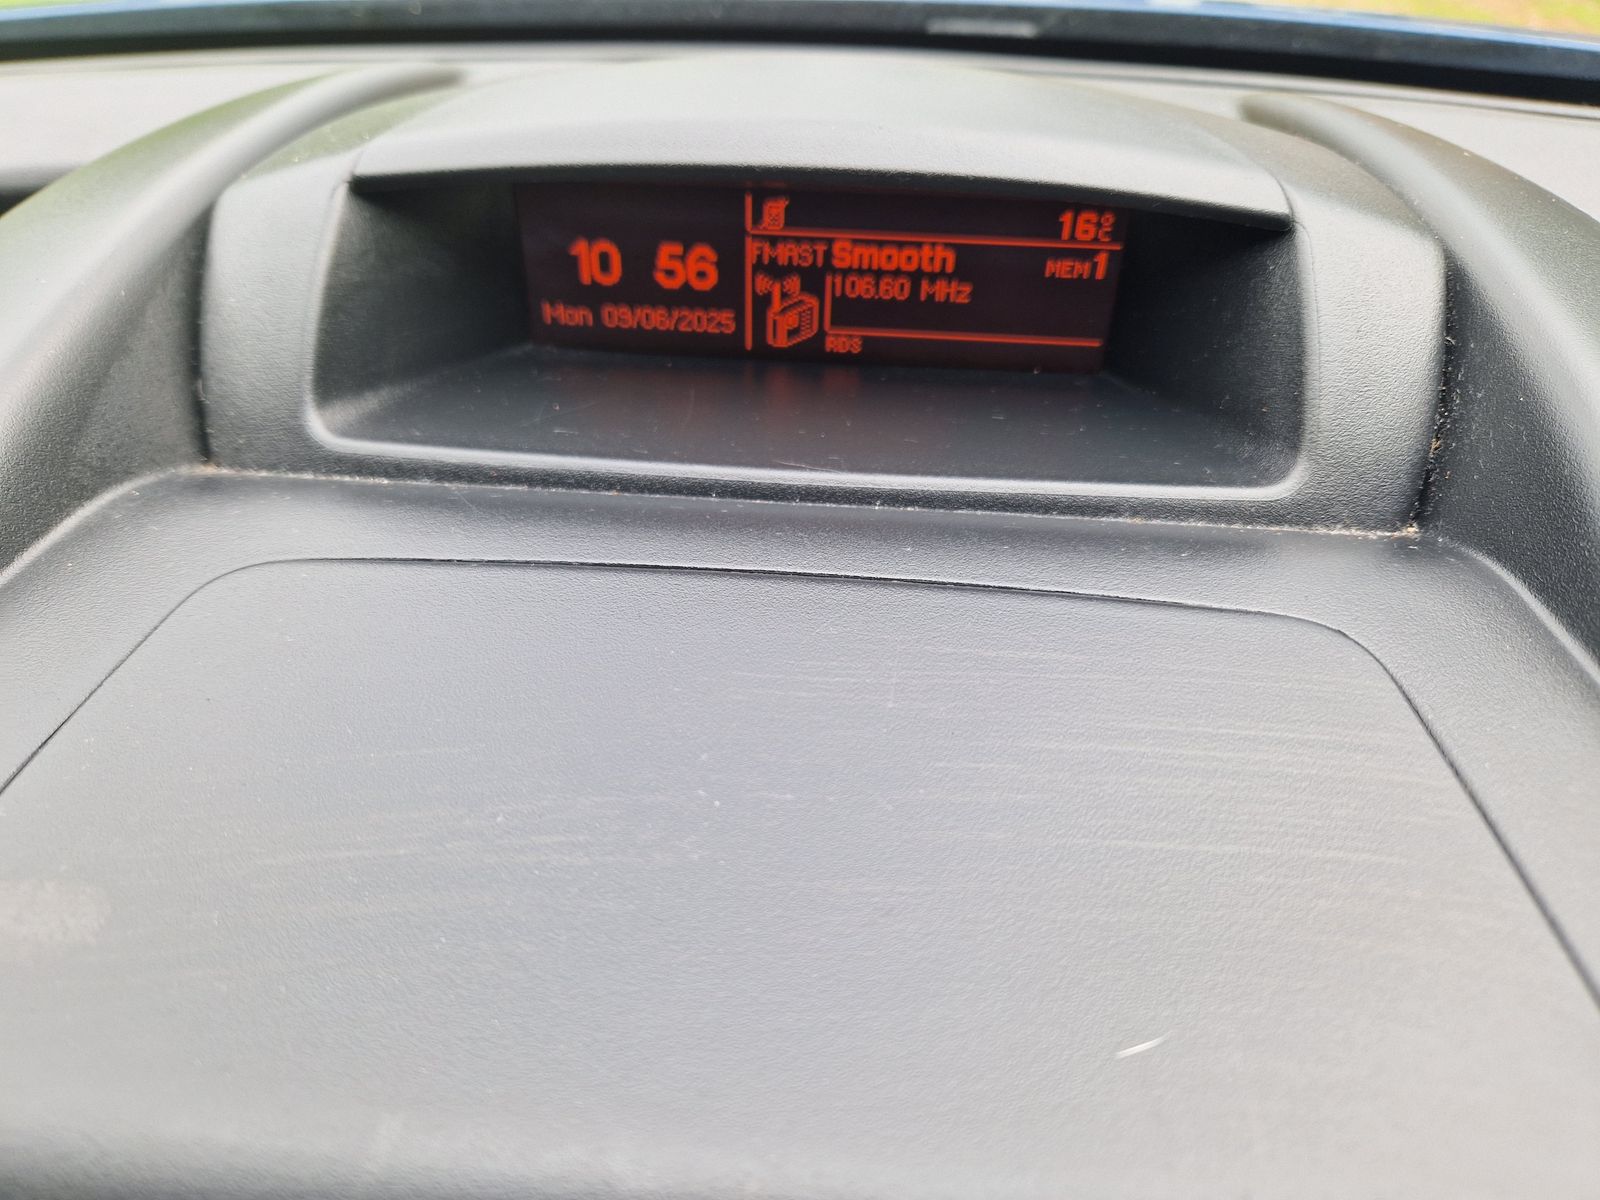 10 56
Mon 09/06/2025
16°C
FMAST Smooth MEM1
106.60 MHz
RDS